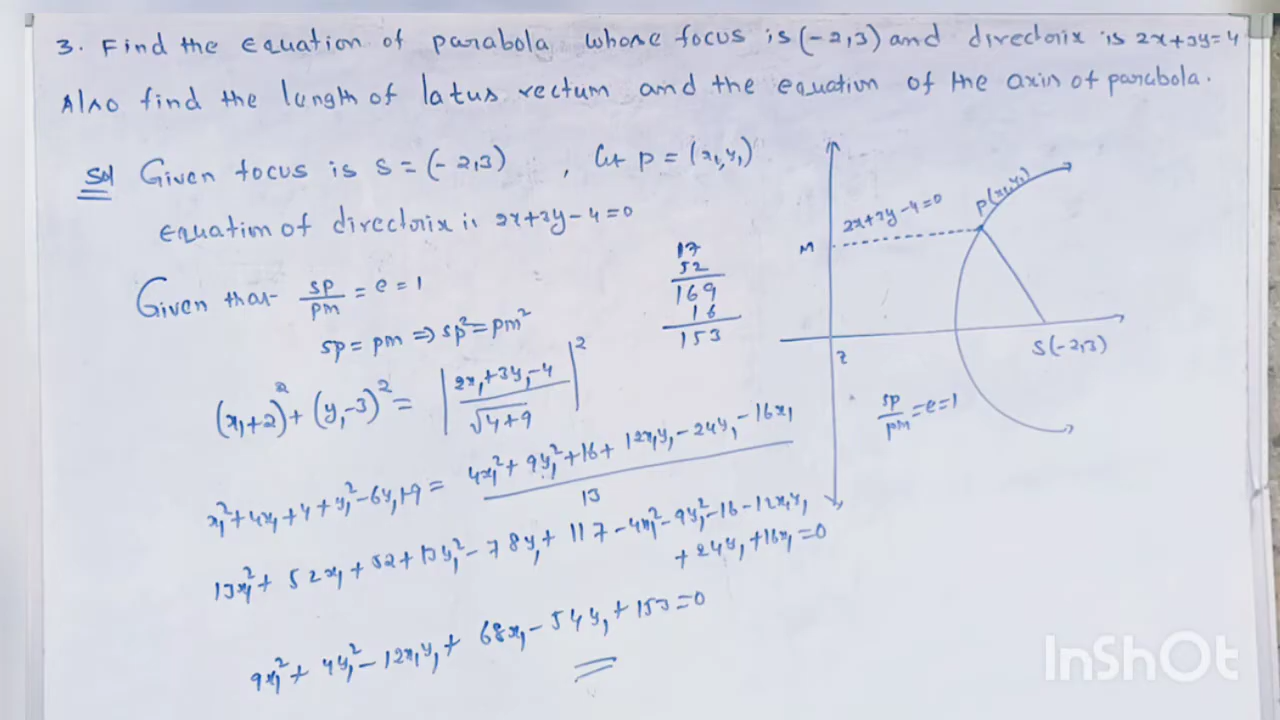 3. Find the equation of parabola whose focus is (-2,3) and directrix is 2x+3y=4
Also find the length of latus rectum and the equation of the axis of parabola.
Sol Given focus is S = (-2,3), let P = (x₁,y₁)
equation of directrix is 2x+3y-4=0
Given that SP/PM = e = 1
SP = PM ⇒ SP² = PM²
(x₁+2)² + (y₁-3)² = |2x₁+3y₁-4 / √4+9|²
x₁²+4x₁+4+y₁²-6y₁+9 = 4x₁²+9y₁²+16+12x₁y₁-24y₁-16x₁ / 13
13x₁²+52x₁+52+13y₁²-78y₁+117-4x₁²-9y₁²-16-12x₁y₁
+24y₁+16x₁=0
9x₁²+4y₁²-12x₁y₁+68x₁-54y₁+153=0
117
52
169
16
153
2x+3y-4=0
P(x₁,y₁)
M
Z
S(-2,3)
SP/PM = e = 1
InShOt